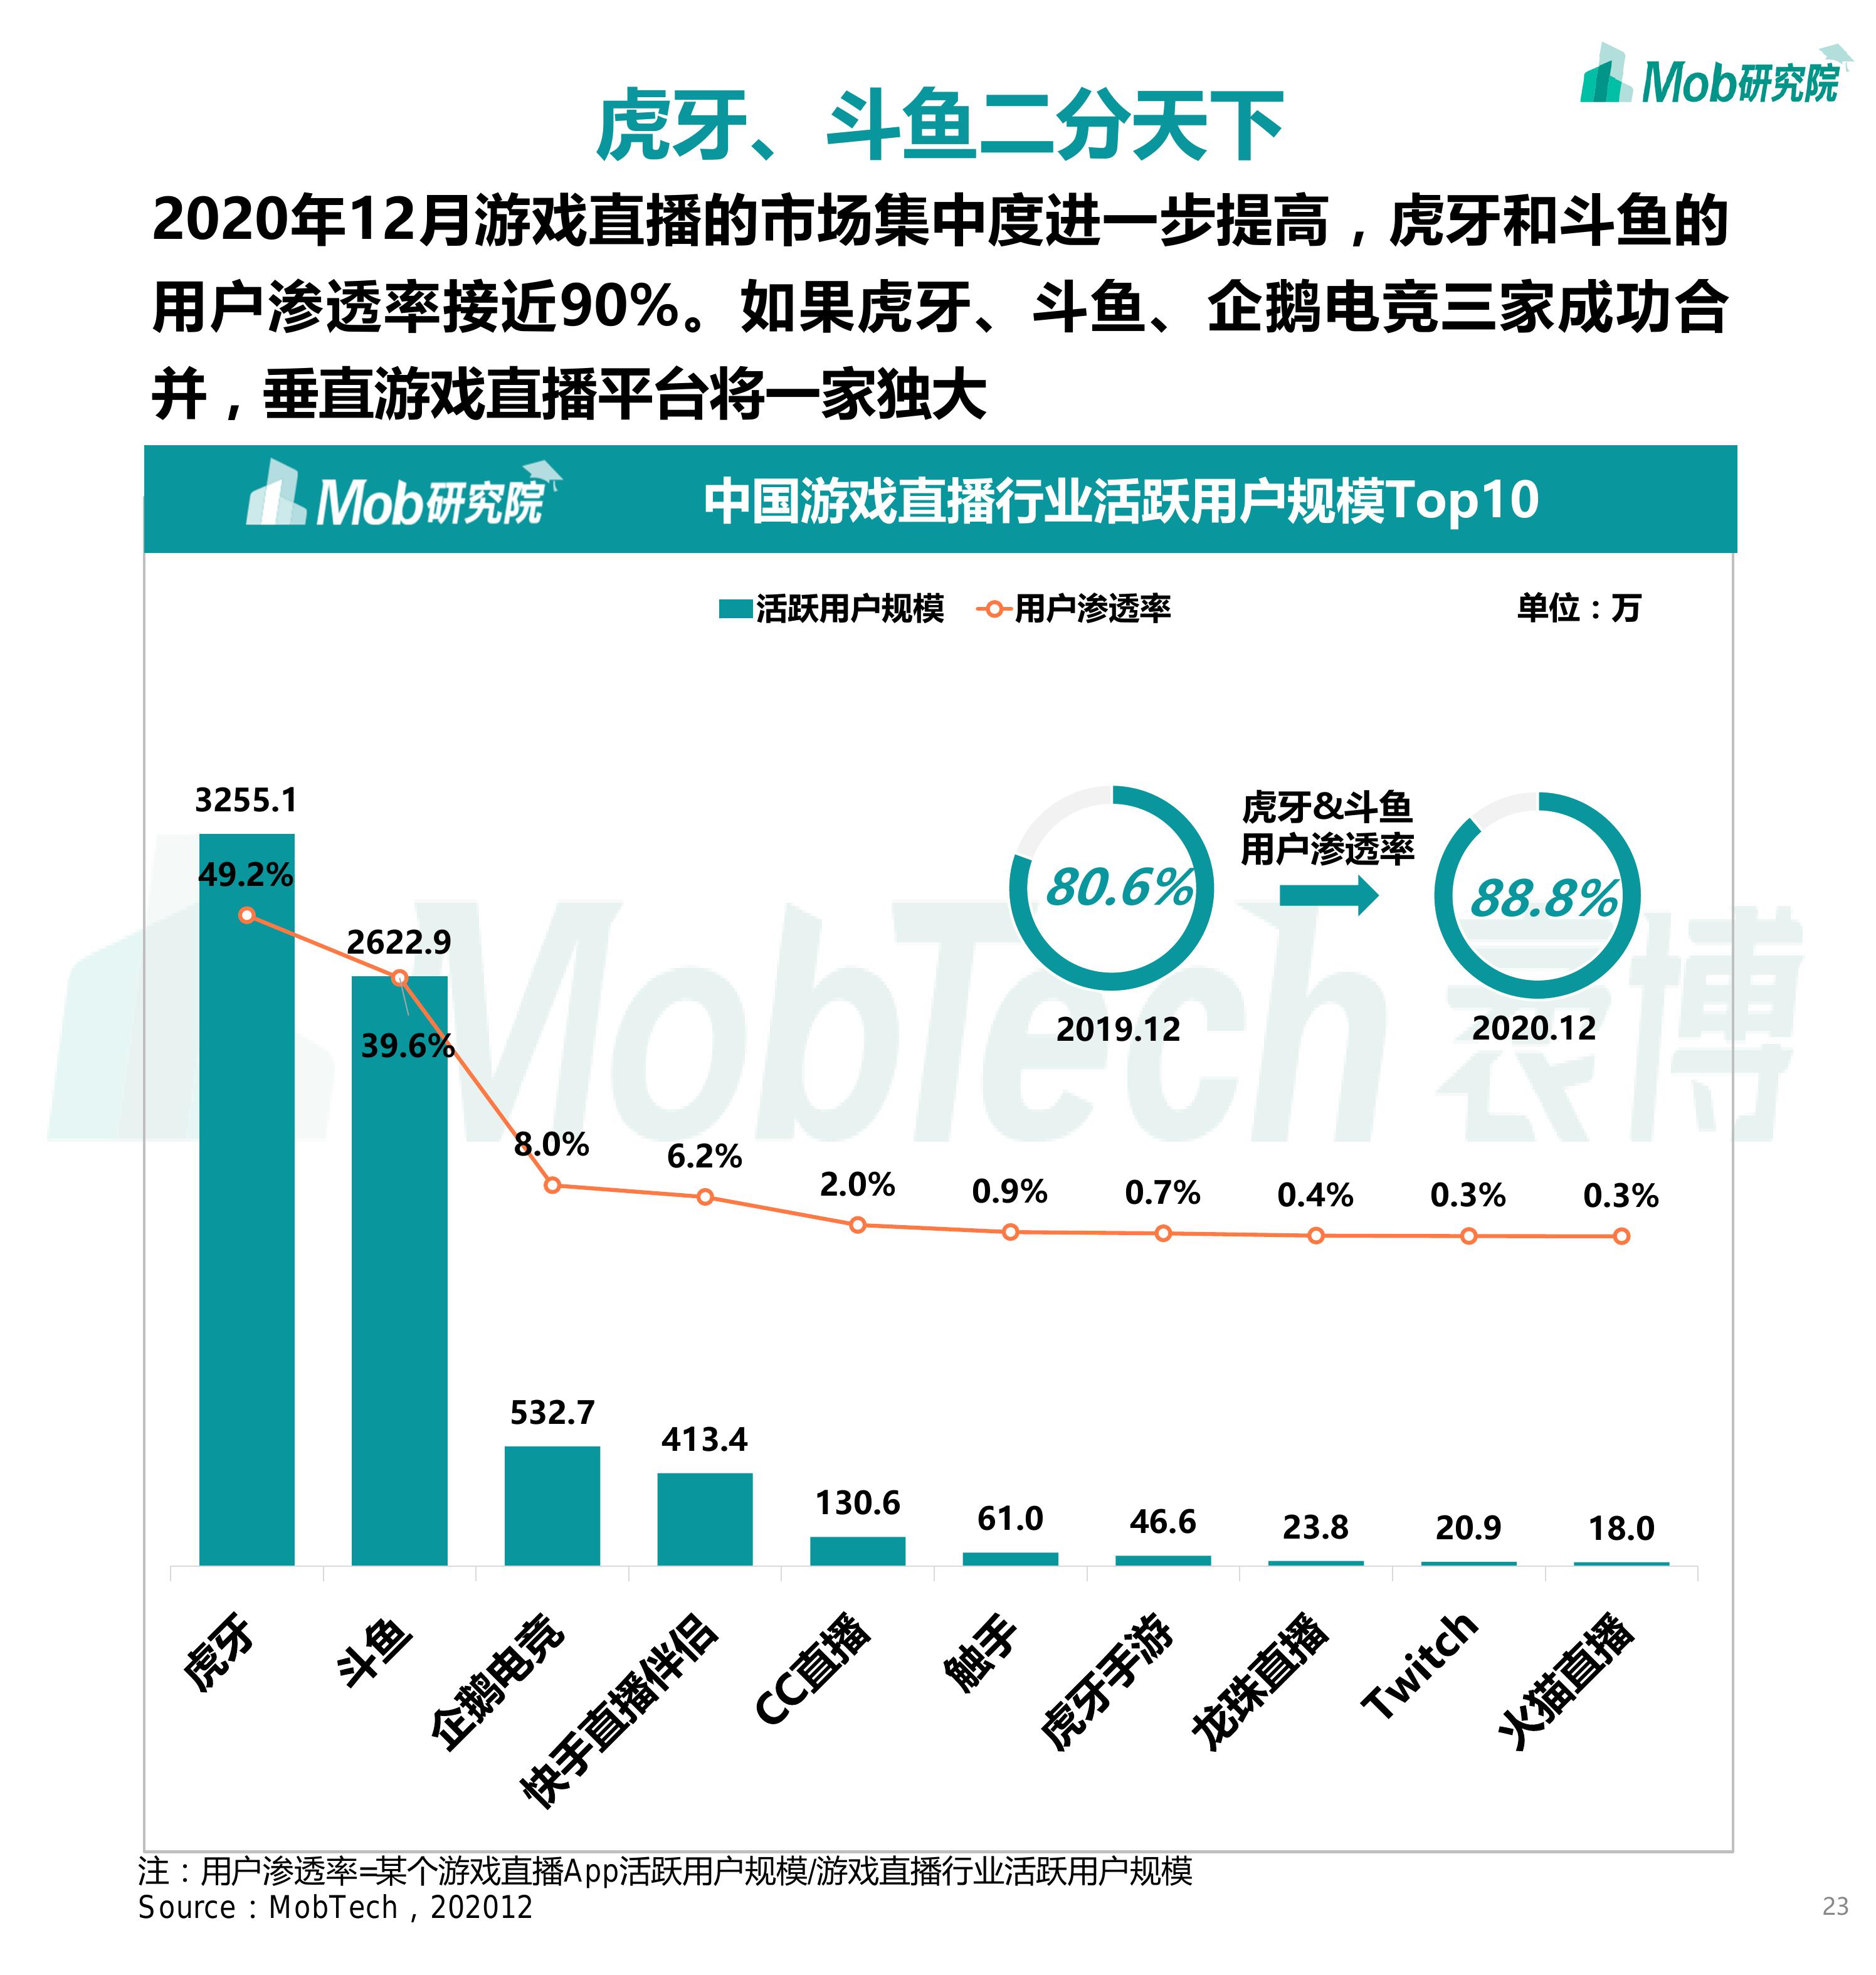 Mob研究院
虎牙、斗鱼二分天下
2020年12月游戏直播的市场集中度进一步提高，虎牙和斗鱼的
用户渗透率接近90%。如果虎牙、斗鱼、企鹅电竞三家成功合
并，垂直游戏直播平台将一家独大
Mob研究院
中国游戏直播行业活跃用户规模Top10
活跃用户规模
用户渗透率
单位：万
3255.1
49.2%
2622.9
39.6%
80.6%
虎牙&斗鱼
用户渗透率
88.8%
2019.12
2020.12
MobTech 袤博
8.0%
6.2%
2.0%
0.9%
0.7%
0.4%
0.3%
0.3%
532.7
413.4
130.6
61.0
46.6
23.8
20.9
18.0
虎牙
斗鱼
企鹅电竞
快手直播伴侣
CC直播
触手
虎牙手游
龙珠直播
Twitch
火猫直播
注：用户渗透率=某个游戏直播App活跃用户规模/游戏直播行业活跃用户规模
Source：MobTech，202012
23